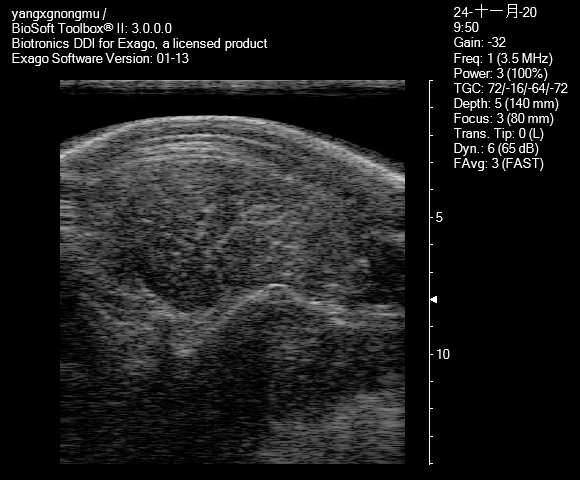 yangxgnongmu /
BioSoft Toolbox® II: 3.0.0.0
Biotronics DDI for Exago, a licensed product
Exago Software Version: 01-13
24-十一月-20
9:50
Gain: -32
Freq: 1 (3.5 MHz)
Power: 3 (100%)
TGC: 72/-16/-64/-72
Depth: 5 (140 mm)
Focus: 3 (80 mm)
Trans. Tip: 0 (L)
Dyn.: 6 (65 dB)
FAvg: 3 (FAST)
5
10